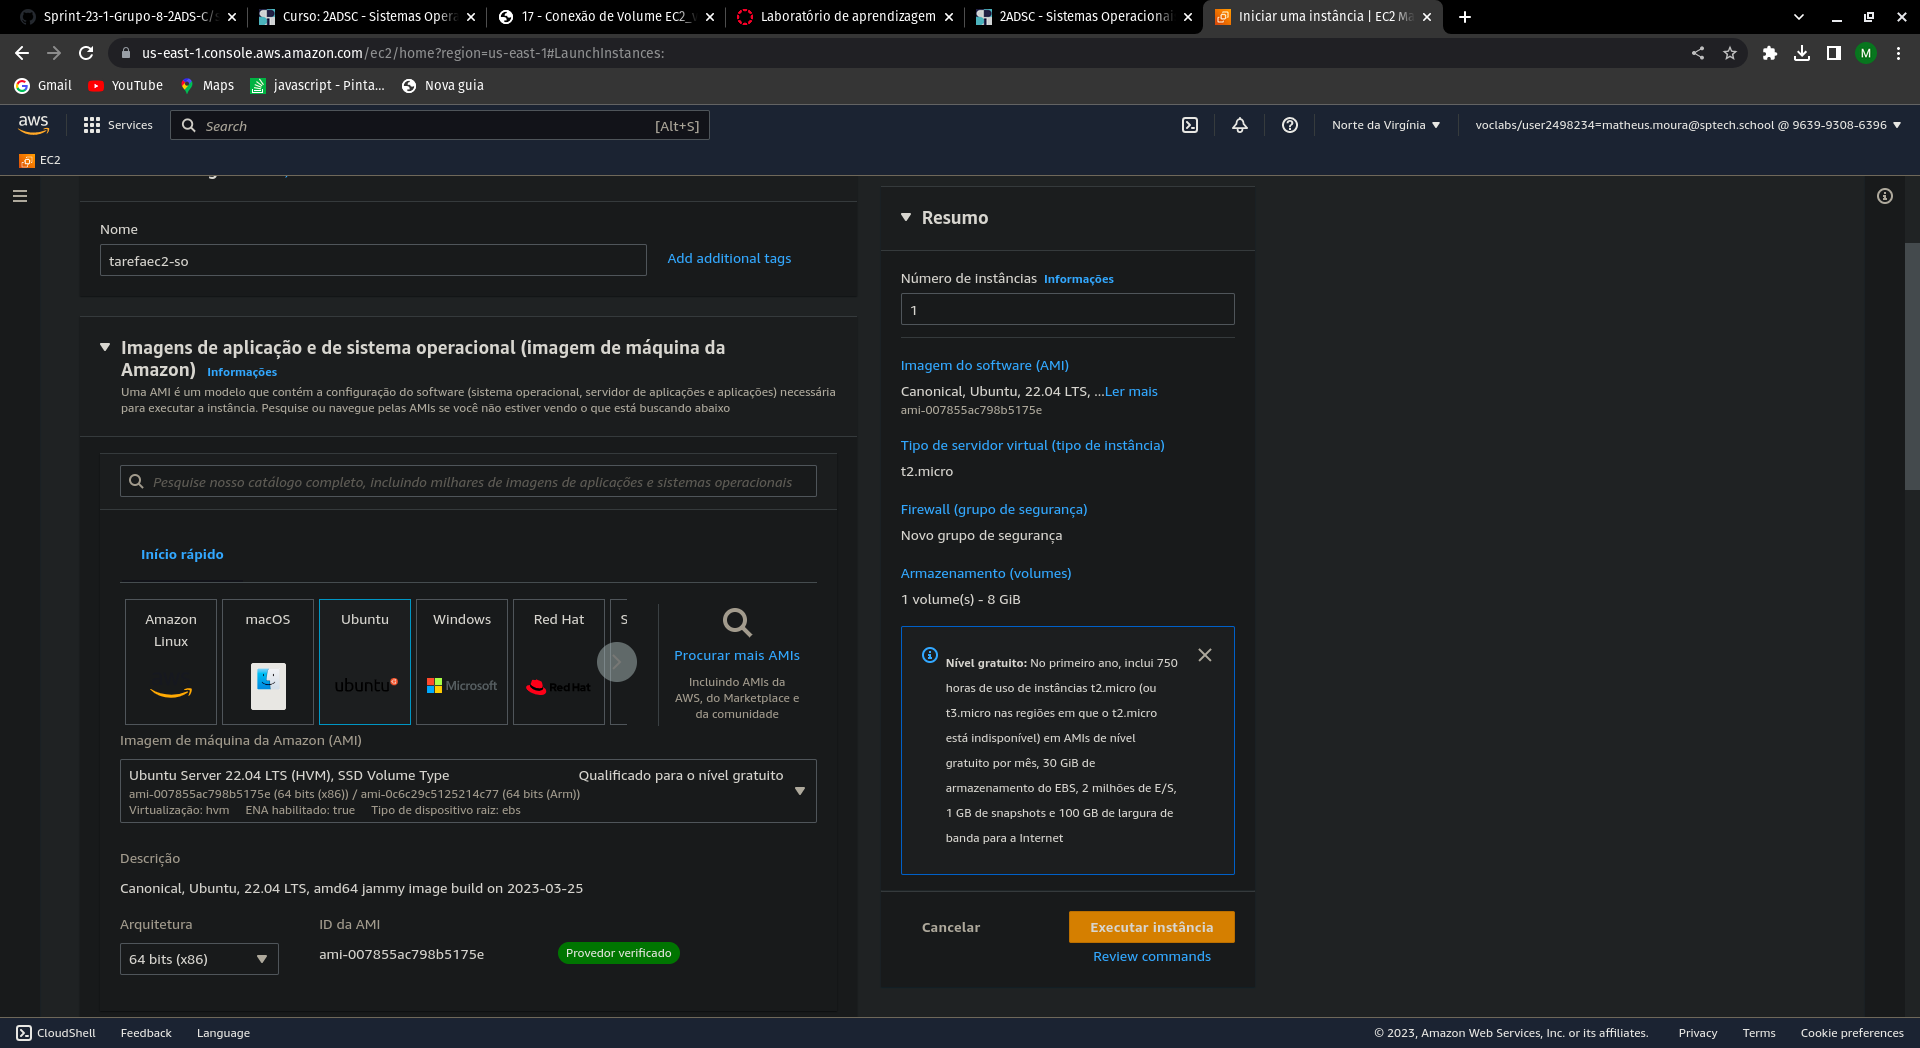 Sprint-23-1-Grupo-8-2ADS-C/s
Curso: 2ADSC - Sistemas Opera
17 - Conexão de Volume EC2_v
Laboratório de aprendizagem
2ADSC - Sistemas Operacionai
Iniciar uma instância | EC2 Ma
us-east-1.console.aws.amazon.com/ec2/home?region=us-east-1#LaunchInstances:
M
Gmail
YouTube
Maps
javascript - Pinta...
Nova guia
aws
Services
Search
[Alt+S]
Norte da Virgínia
voclabs/user2498234=matheus.moura@sptech.school @ 9639-9308-6396
EC2
Nome
tarefaec2-so
Add additional tags
Imagens de aplicação e de sistema operacional (imagem de máquina da
Amazon) Informações
Uma AMI é um modelo que contém a configuração do software (sistema operacional, servidor de aplicações e aplicações) necessária
para executar a instância. Pesquise ou navegue pelas AMIs se você não estiver vendo o que está buscando abaixo
Pesquise nosso catálogo completo, incluindo milhares de imagens de aplicações e sistemas operacionais
Início rápido
Amazon
Linux
aws
macOS
Ubuntu
ubuntu
Windows
Microsoft
Red Hat
Red Hat
S
Procurar mais AMIs
Incluindo AMIs da
AWS, do Marketplace e
da comunidade
Imagem de máquina da Amazon (AMI)
Ubuntu Server 22.04 LTS (HVM), SSD Volume Type
Qualificado para o nível gratuito
ami-007855ac798b5175e (64 bits (x86)) / ami-0c6c29c5125214c77 (64 bits (Arm))
Virtualização: hvm ENA habilitado: true Tipo de dispositivo raiz: ebs
Descrição
Canonical, Ubuntu, 22.04 LTS, amd64 jammy image build on 2023-03-25
Arquitetura
64 bits (x86)
ID da AMI
ami-007855ac798b5175e
Provedor verificado
Resumo
Número de instâncias Informações
1
Imagem do software (AMI)
Canonical, Ubuntu, 22.04 LTS, ...Ler mais
ami-007855ac798b5175e
Tipo de servidor virtual (tipo de instância)
t2.micro
Firewall (grupo de segurança)
Novo grupo de segurança
Armazenamento (volumes)
1 volume(s) - 8 GiB
Nível gratuito: No primeiro ano, inclui 750
horas de uso de instâncias t2.micro (ou
t3.micro nas regiões em que o t2.micro
está indisponível) em AMIs de nível
gratuito por mês, 30 GiB de
armazenamento do EBS, 2 milhões de E/S,
1 GB de snapshots e 100 GB de largura de
banda para a Internet
Cancelar
Executar instância
Review commands
CloudShell
Feedback
Language
© 2023, Amazon Web Services, Inc. or its affiliates.
Privacy
Terms
Cookie preferences